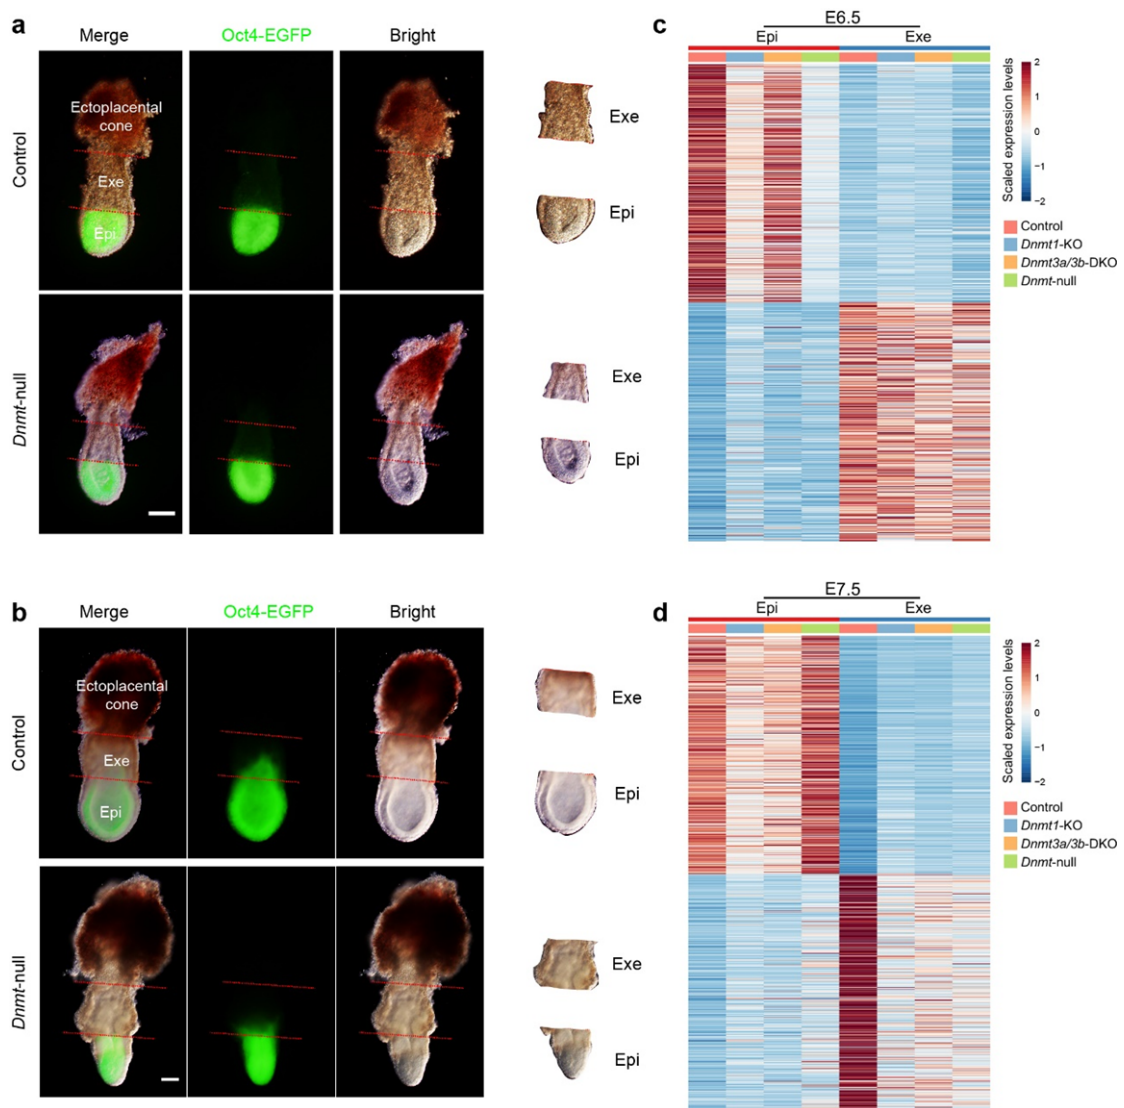 a
Merge
Oct4-EGFP
Bright
Control
Ectoplacental
cone
Exe
Epi
Exe
Epi
Dnmt-null
Exe
Epi
c
E6.5
Epi
Exe
2
1
0
−1
−2
Scaled expression levels
Control
Dnmt1-KO
Dnmt3a/3b-DKO
Dnmt-null
b
Merge
Oct4-EGFP
Bright
Control
Ectoplacental
cone
Exe
Epi
Exe
Epi
Dnmt-null
Exe
Epi
d
E7.5
Epi
Exe
2
1
0
−1
−2
Scaled expression levels
Control
Dnmt1-KO
Dnmt3a/3b-DKO
Dnmt-null